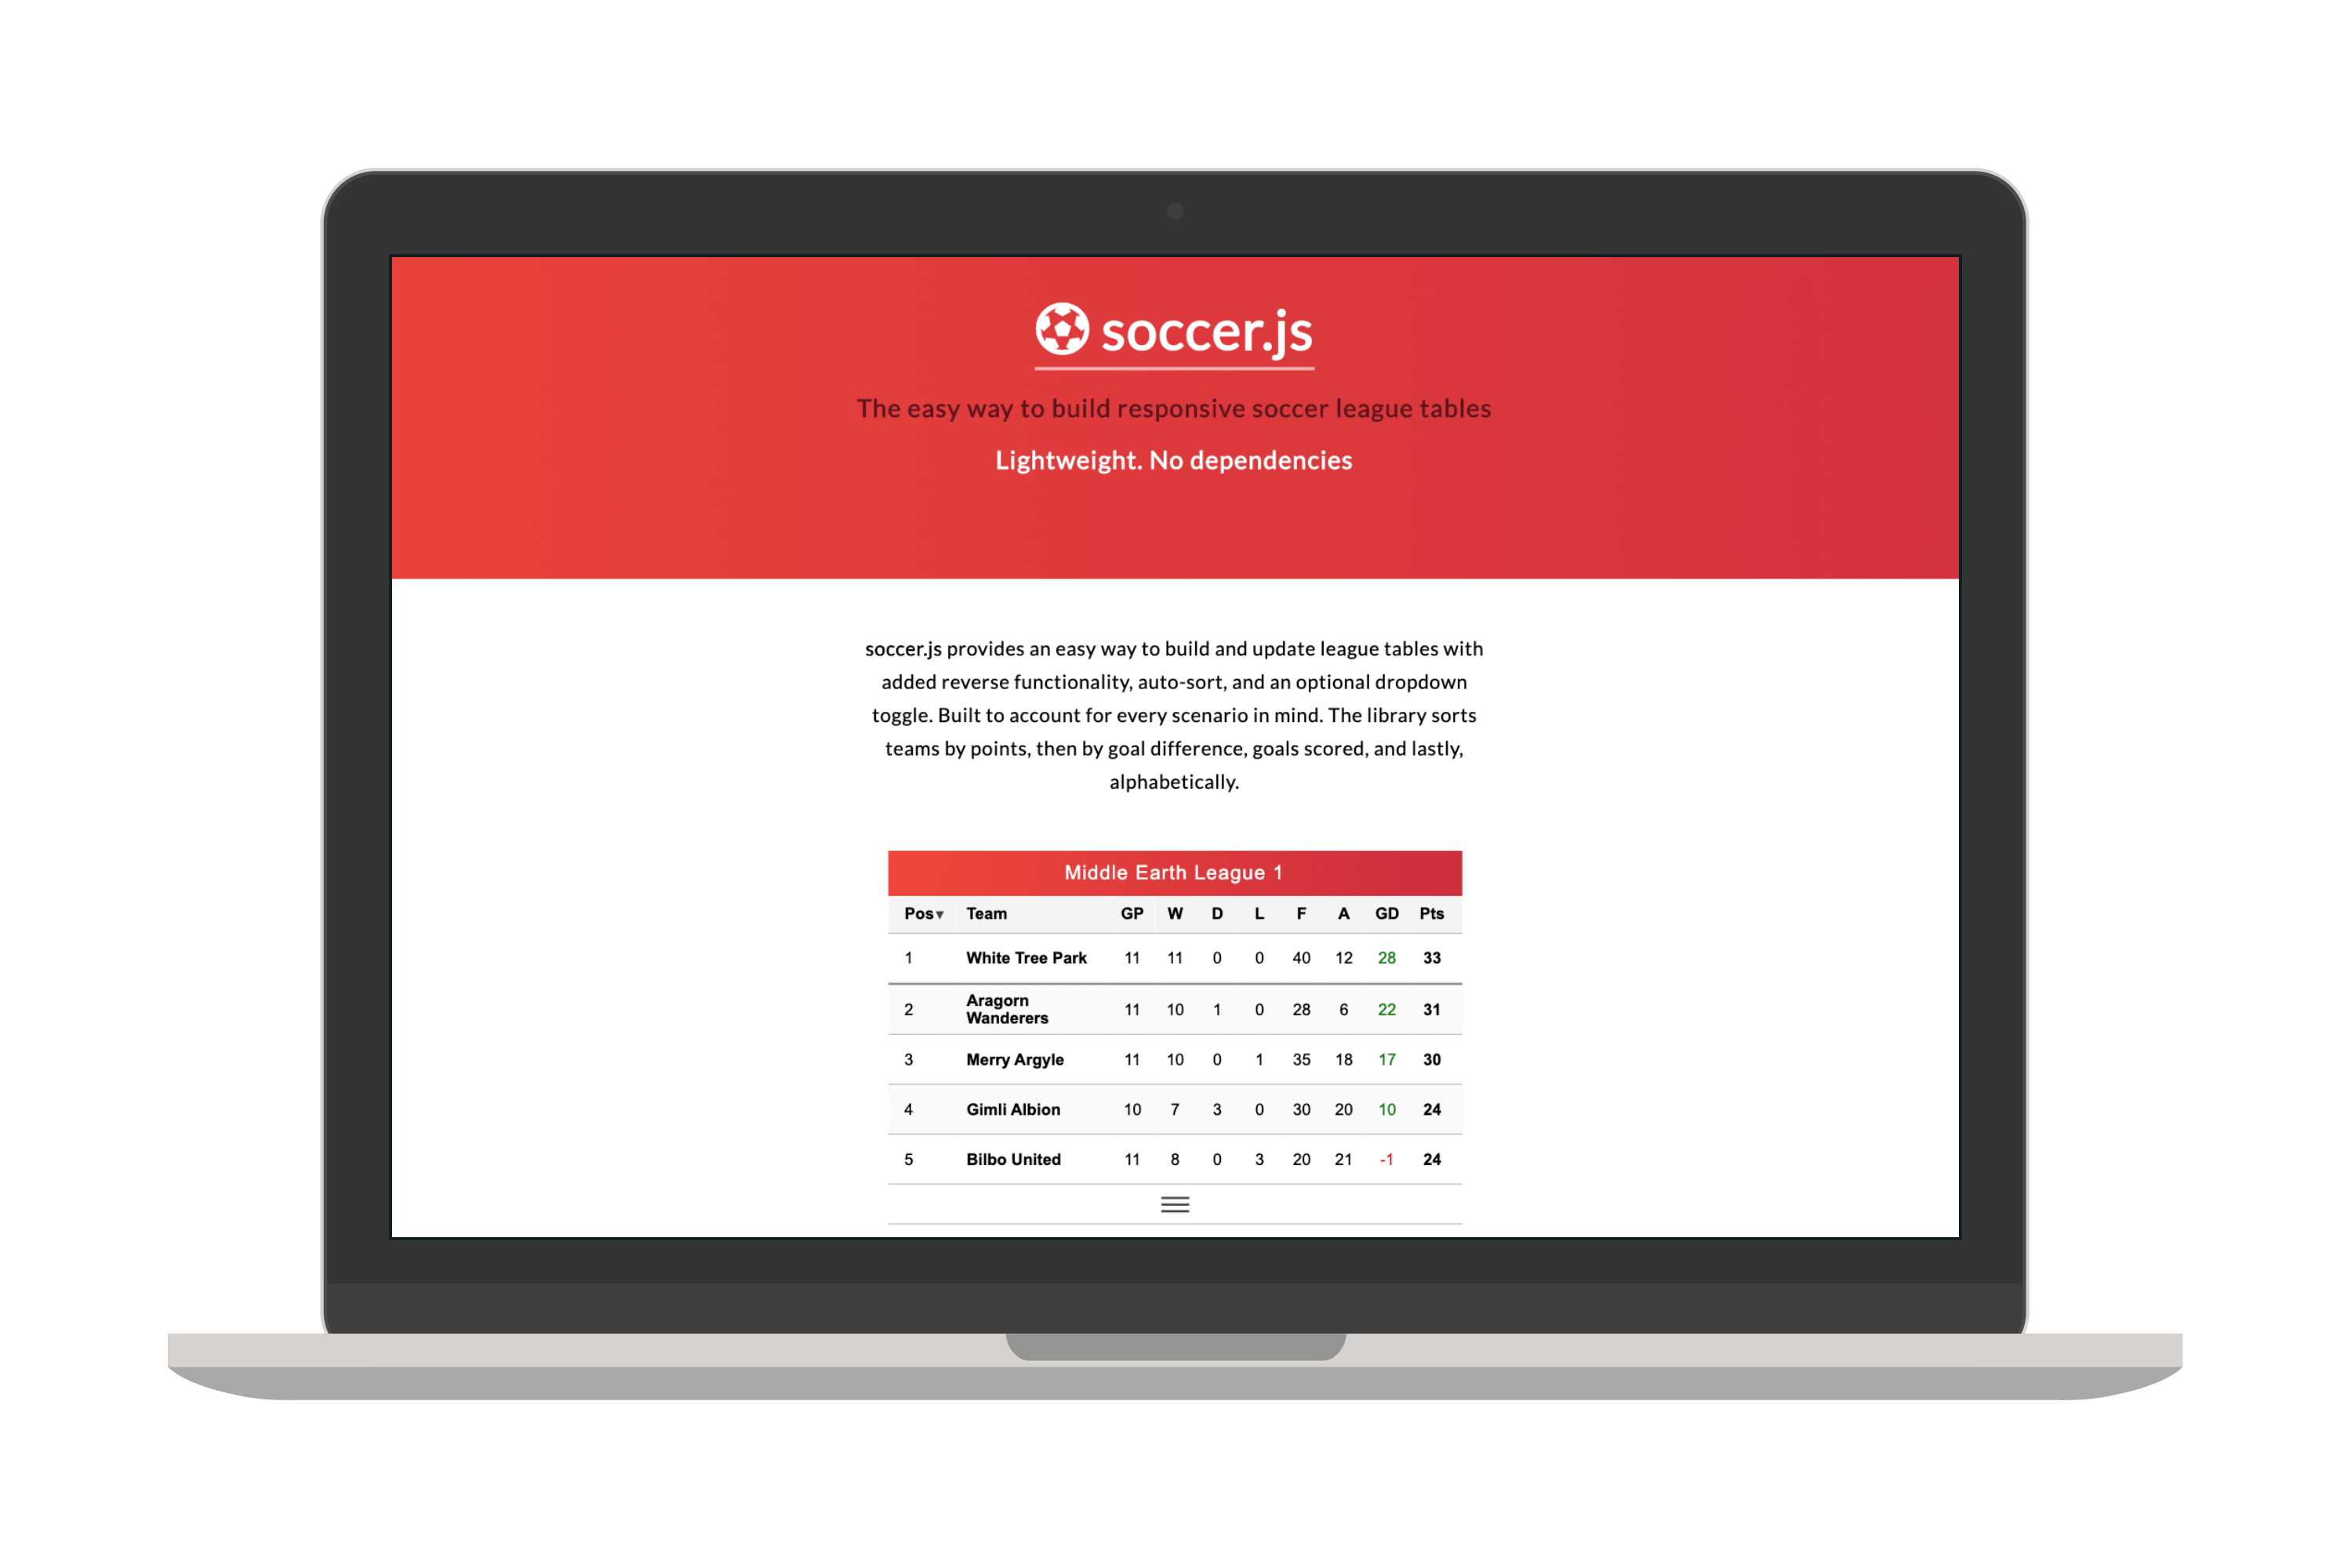 soccer.js
The easy way to build responsive soccer league tables
Lightweight. No dependencies
soccer.js provides an easy way to build and update league tables with
added reverse functionality, auto-sort, and an optional dropdown
toggle. Built to account for every scenario in mind. The library sorts
teams by points, then by goal difference, goals scored, and lastly,
alphabetically.
Middle Earth League 1
Pos▾ Team GP W D L F A GD Pts
1 White Tree Park 11 11 0 0 40 12 28 33
2 Aragorn
Wanderers 11 10 1 0 28 6 22 31
3 Merry Argyle 11 10 0 1 35 18 17 30
4 Gimli Albion 10 7 3 0 30 20 10 24
5 Bilbo United 11 8 0 3 20 21 -1 24